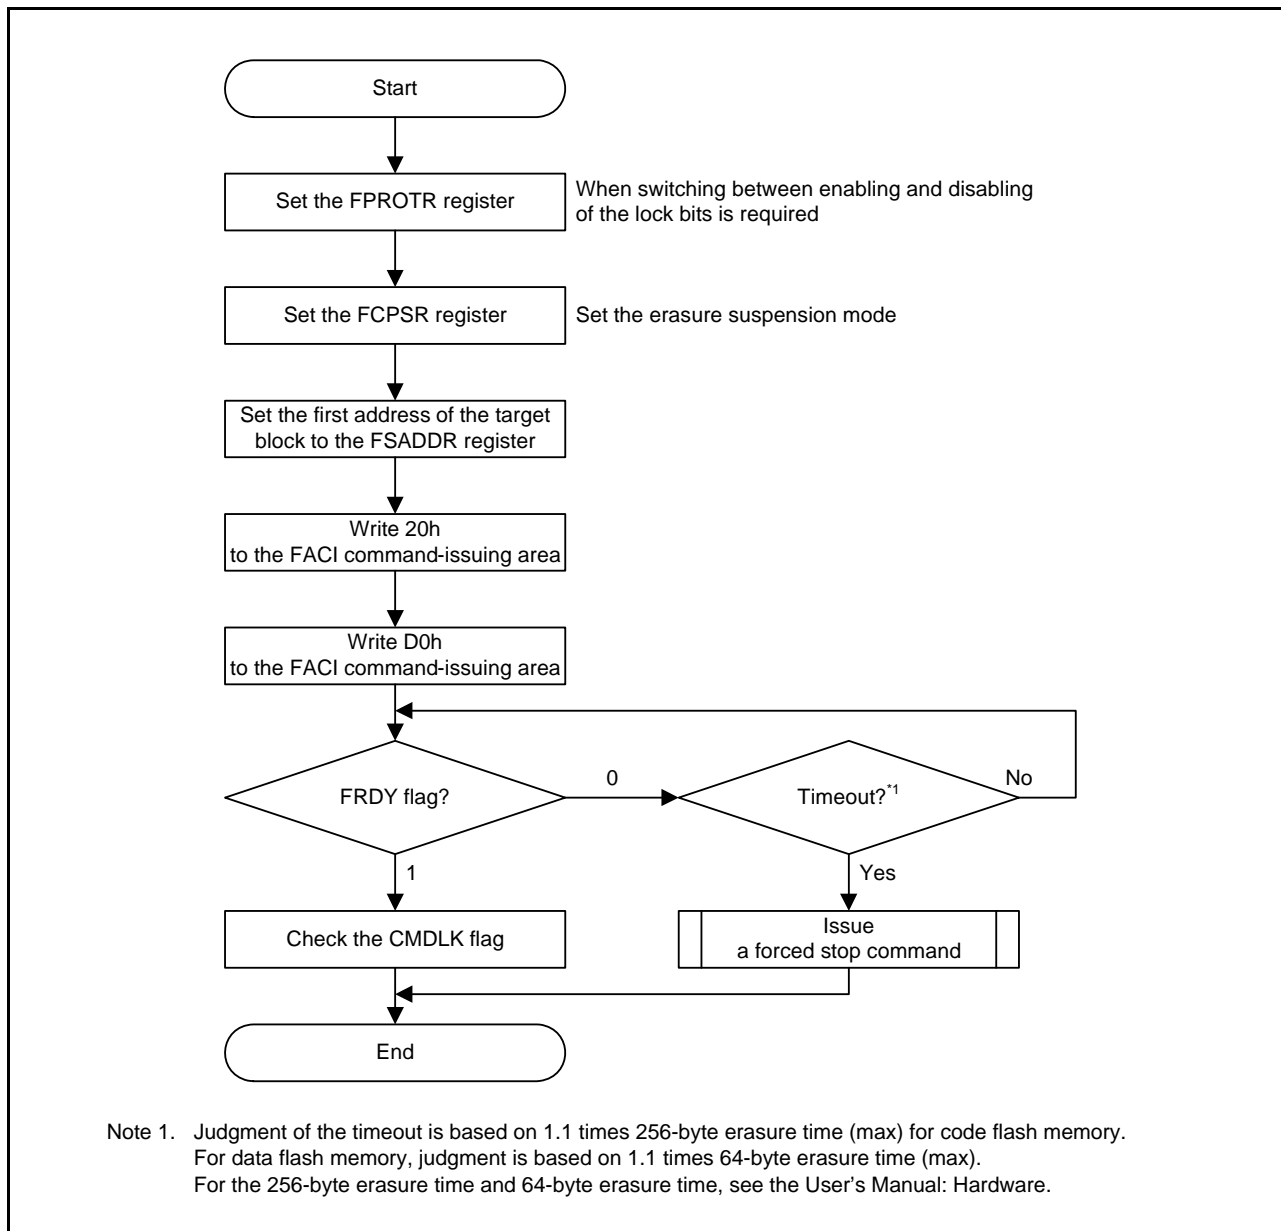 Start
Set the FPROTR register
When switching between enabling and disabling
of the lock bits is required
Set the FCPSR register
Set the erasure suspension mode
Set the first address of the target
block to the FSADDR register
Write 20h
to the FACI command-issuing area
Write D0h
to the FACI command-issuing area
FRDY flag?
0
Timeout?*1
No
1
Yes
Check the CMDLK flag
Issue
a forced stop command
End
Note 1. Judgment of the timeout is based on 1.1 times 256-byte erasure time (max) for code flash memory.
For data flash memory, judgment is based on 1.1 times 64-byte erasure time (max).
For the 256-byte erasure time and 64-byte erasure time, see the User's Manual: Hardware.